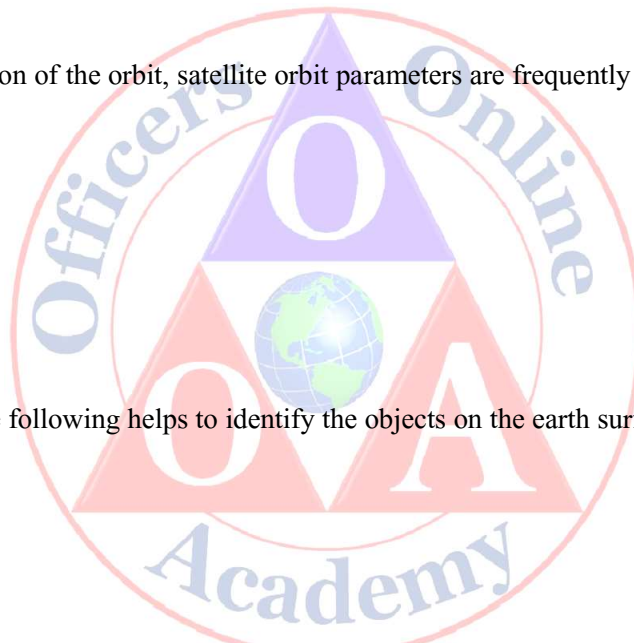 on of the orbit, satellite orbit parameters are frequently
Officers Online
O
following helps to identify the objects on the earth
O A
Academy